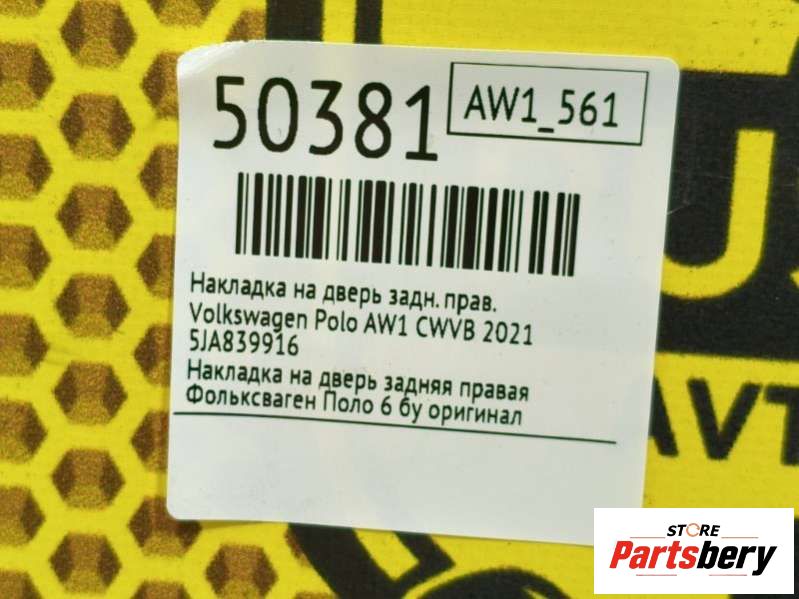 50381
AW1_561
Накладка на дверь задн. прав.
Volkswagen Polo AW1 CWVB 2021
5JA839916
Накладка на дверь задняя правая
Фольксваген Поло 6 бу оригинал
STORE
Partsbery